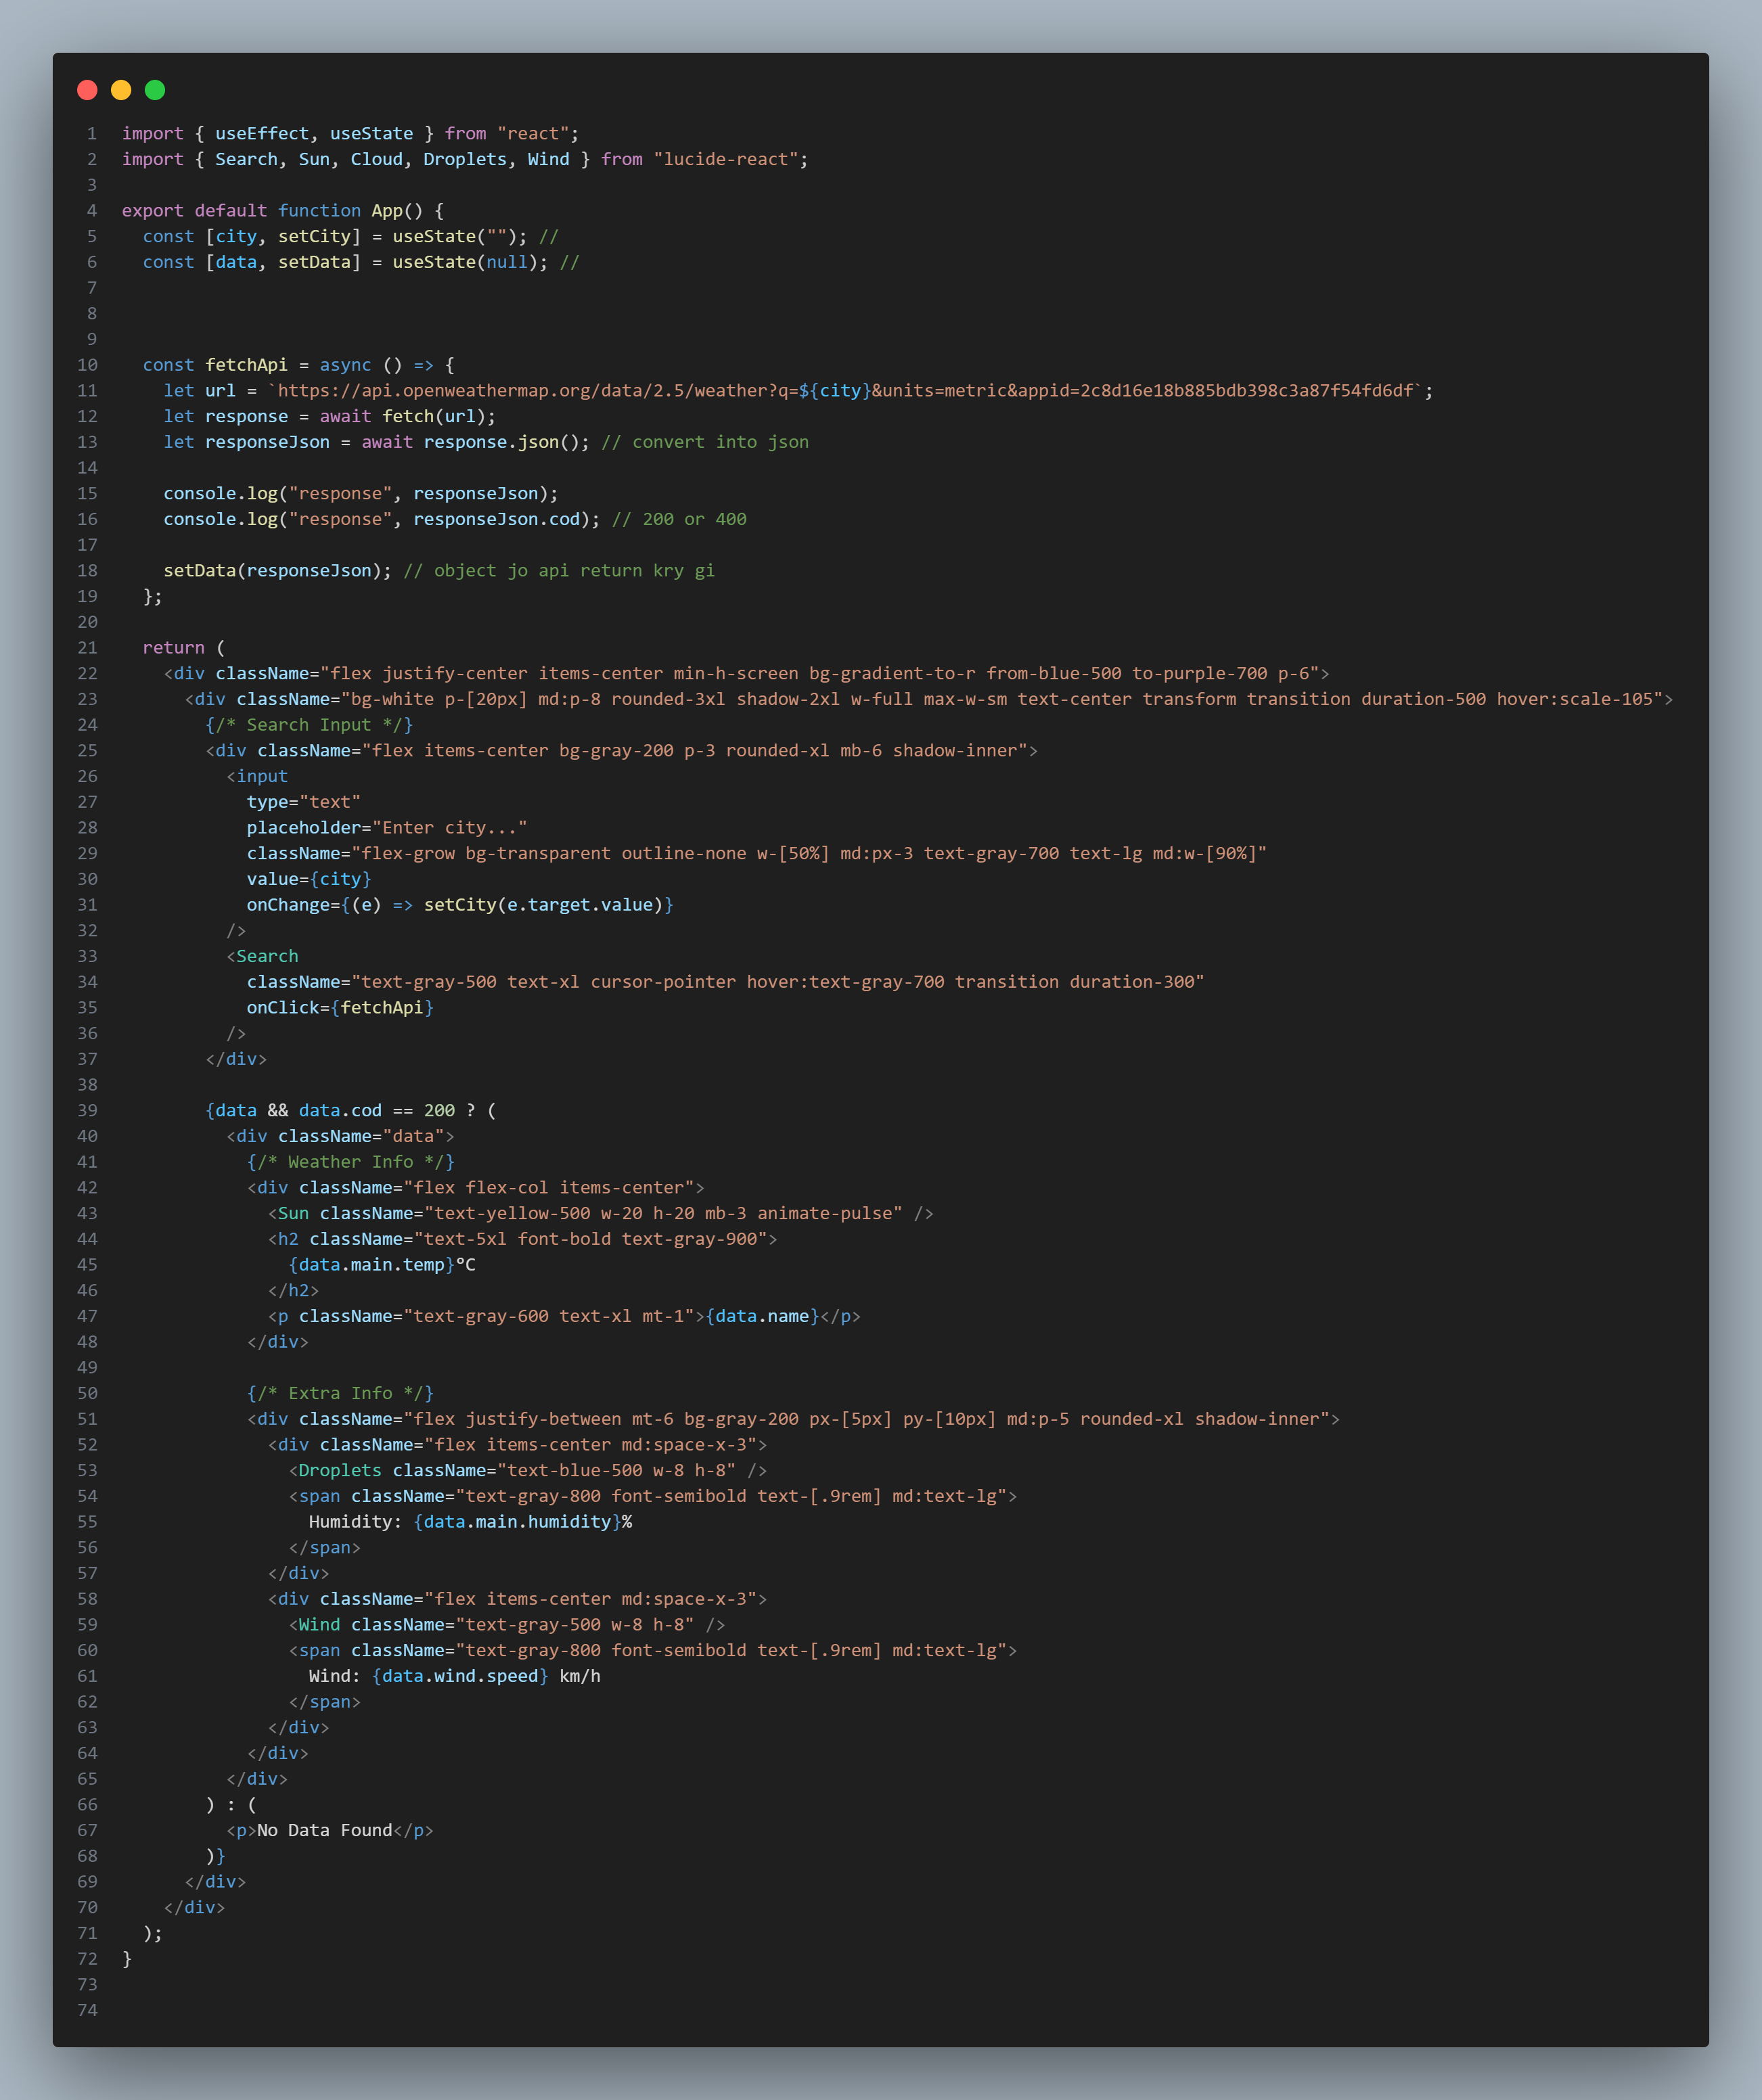 1 import { useEffect, useState } from "react";
2 import { Search, Sun, Cloud, Droplets, Wind } from "lucide-react";
3
4 export default function App() {
5   const [city, setCity] = useState(""); //
6   const [data, setData] = useState(null); //
7
8
9
10   const fetchApi = async () => {
11     let url = `https://api.openweathermap.org/data/2.5/weather?q=${city}&units=metric&appid=2c8d16e18b885bdb398c3a87f54fd6df`;
12     let response = await fetch(url);
13     let responseJson = await response.json(); // convert into json
14
15     console.log("response", responseJson);
16     console.log("response", responseJson.cod); // 200 or 400
17
18     setData(responseJson); // object jo api return kry gi
19   };
20
21   return (
22     <div className="flex justify-center items-center min-h-screen bg-gradient-to-r from-blue-500 to-purple-700 p-6">
23       <div className="bg-white p-[20px] md:p-8 rounded-3xl shadow-2xl w-full max-w-sm text-center transform transition duration-500 hover:scale-105">
24         {/* Search Input */}
25         <div className="flex items-center bg-gray-200 p-3 rounded-xl mb-6 shadow-inner">
26           <input
27             type="text"
28             placeholder="Enter city..."
29             className="flex-grow bg-transparent outline-none w-[50%] md:px-3 text-gray-700 text-lg md:w-[90%]"
30             value={city}
31             onChange={(e) => setCity(e.target.value)}
32           />
33           <Search
34             className="text-gray-500 text-xl cursor-pointer hover:text-gray-700 transition duration-300"
35             onClick={fetchApi}
36           />
37         </div>
38
39         {data && data.cod == 200 ? (
40           <div className="data">
41             {/* Weather Info */}
42             <div className="flex flex-col items-center">
43               <Sun className="text-yellow-500 w-20 h-20 mb-3 animate-pulse" />
44               <h2 className="text-5xl font-bold text-gray-900">
45                 {data.main.temp}°C
46               </h2>
47               <p className="text-gray-600 text-xl mt-1">{data.name}</p>
48             </div>
49
50             {/* Extra Info */}
51             <div className="flex justify-between mt-6 bg-gray-200 px-[5px] py-[10px] md:p-5 rounded-xl shadow-inner">
52               <div className="flex items-center md:space-x-3">
53                 <Droplets className="text-blue-500 w-8 h-8" />
54                 <span className="text-gray-800 font-semibold text-[.9rem] md:text-lg">
55                   Humidity: {data.main.humidity}%
56                 </span>
57               </div>
58               <div className="flex items-center md:space-x-3">
59                 <Wind className="text-gray-500 w-8 h-8" />
60                 <span className="text-gray-800 font-semibold text-[.9rem] md:text-lg">
61                   Wind: {data.wind.speed} km/h
62                 </span>
63               </div>
64             </div>
65           </div>
66         ) : (
67           <p>No Data Found</p>
68         )}
69       </div>
70     </div>
71   );
72 }
73
74